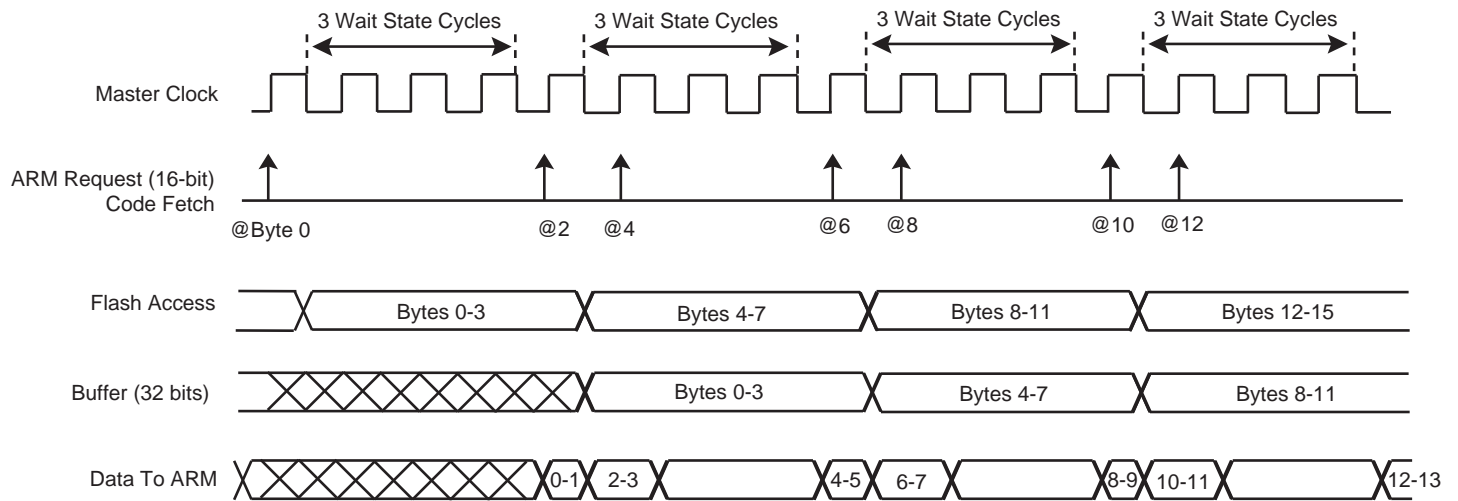 3 Wait State Cycles
3 Wait State Cycles
3 Wait State Cycles
3 Wait State Cycles
Master Clock
ARM Request (16-bit)
Code Fetch
@Byte 0
@2
@4
@6
@8
@10
@12
Flash Access
Bytes 0-3
Bytes 4-7
Bytes 8-11
Bytes 12-15
Buffer (32 bits)
Bytes 0-3
Bytes 4-7
Bytes 8-11
Data To ARM
0-1
2-3
4-5
6-7
8-9
10-11
12-13